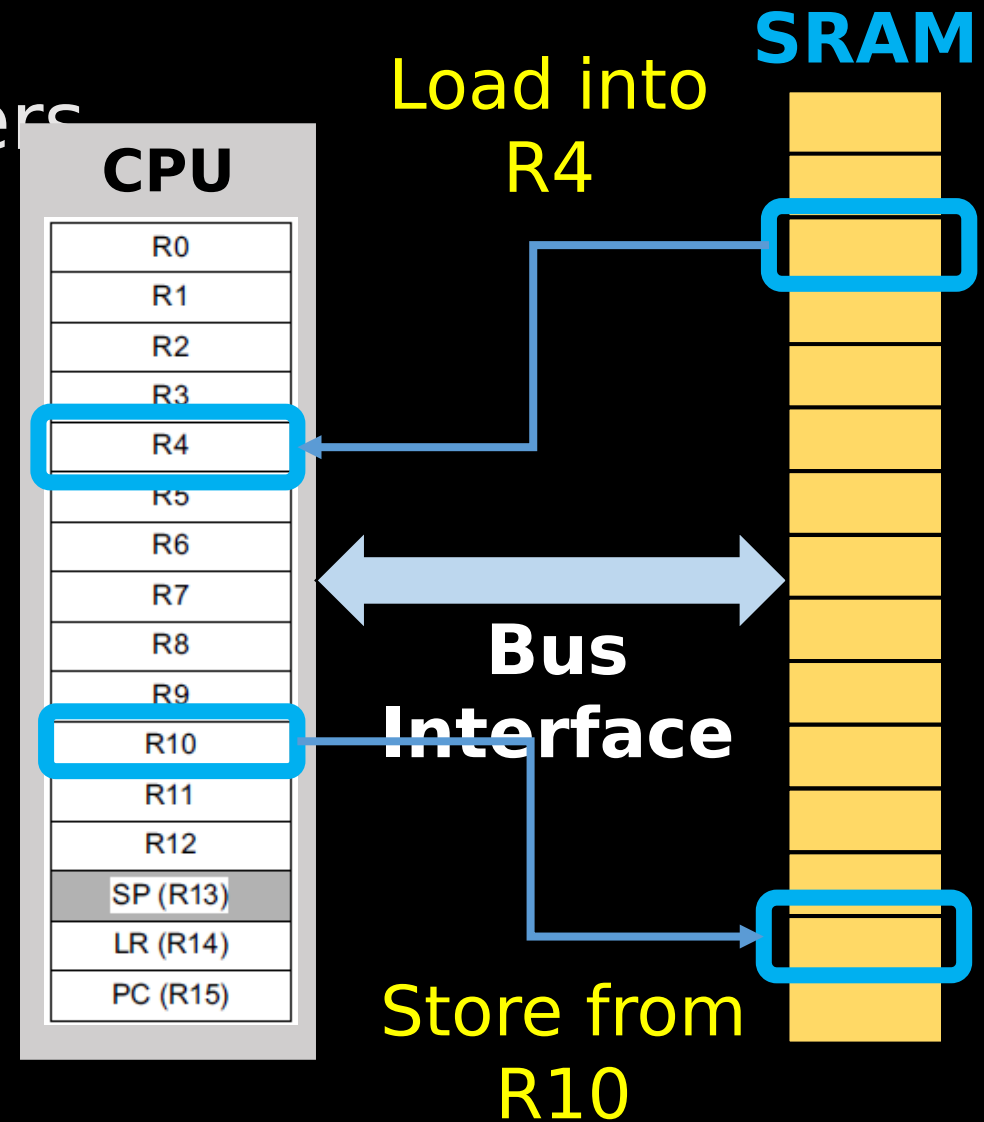 SRAM
Load into
R4
ers
CPU
R0
R1
R2
R3
R4
R5
R6
R7
R8
R9
R10
R11
R12
SP (R13)
LR (R14)
PC (R15)
Bus
Interface
Store from
R10